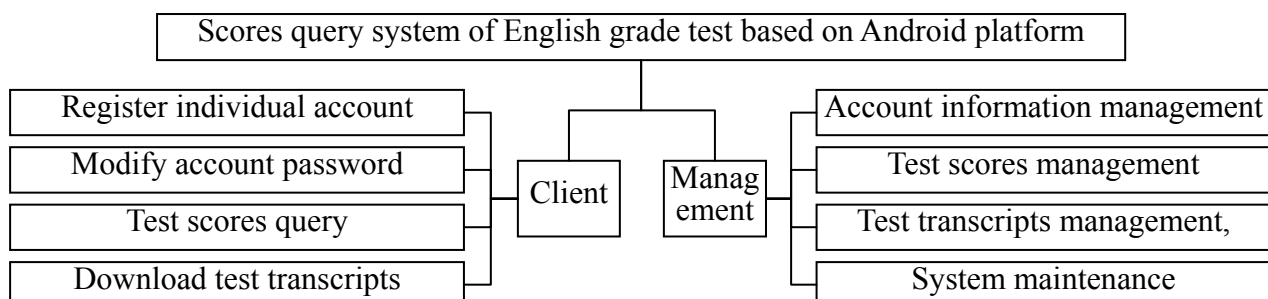 Scores query system of English grade test based on Android platform
Register individual account
Modify account password
Test scores query
Download test transcripts
Client
Manag
ement
Account information management
Test scores management
Test transcripts management,
System maintenance